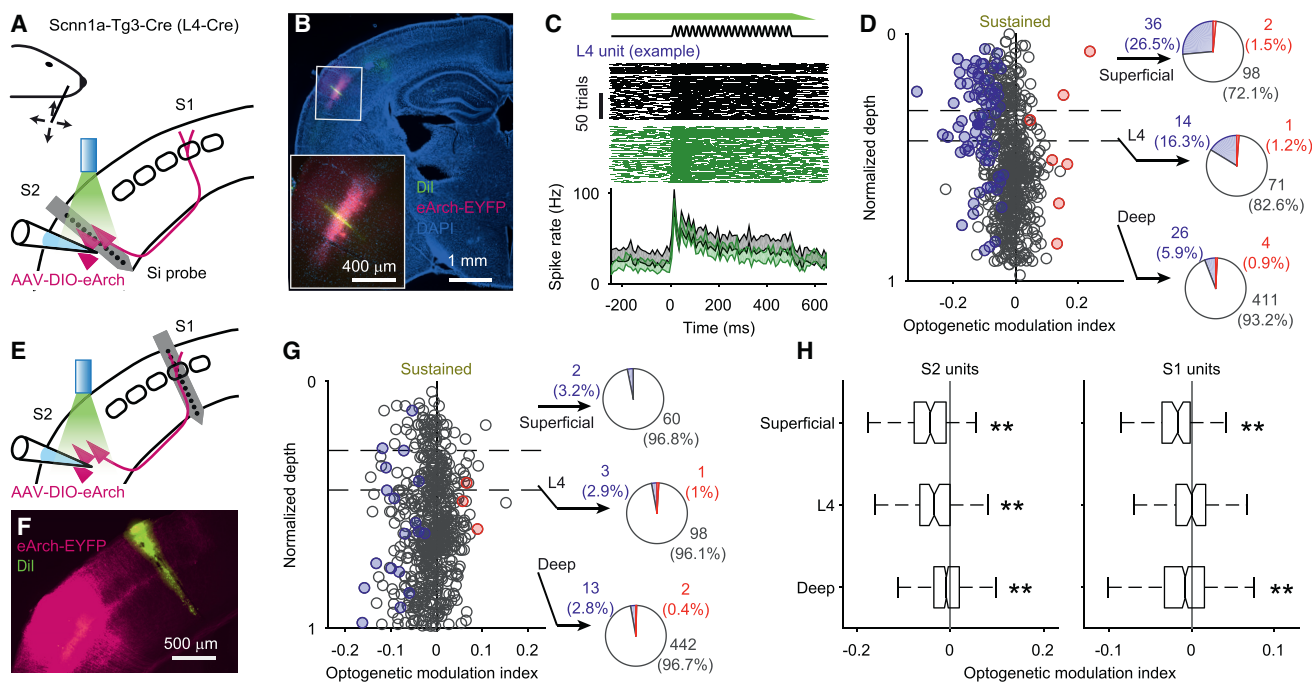 Scnn1a-Tg3-Cre (L4-Cre)
A
S1
S2
Si probe
AAV-DIO-eArch
B
DiI
eArch-EYFP
DAPI
400 μm
1 mm
C
L4 unit (example)
50 trials
Spike rate (Hz)
100
0
-200
0
200
400
600
Time (ms)
D
Sustained
Normalized depth
0
1
-0.2
0
0.2
Optogenetic modulation index
36
(26.5%)
2
(1.5%)
Superficial
98
(72.1%)
14
(16.3%)
1
(1.2%)
L4
71
(82.6%)
Deep
26
(5.9%)
4
(0.9%)
411
(93.2%)
E
S1
S2
AAV-DIO-eArch
F
eArch-EYFP
DiI
500 μm
G
Sustained
Normalized depth
0
1
-0.2
-0.1
0
0.1
0.2
Optogenetic modulation index
2
(3.2%)
Superficial
60
(96.8%)
3
(2.9%)
1
(1%)
L4
98
(96.1%)
Deep
13
(2.8%)
2
(0.4%)
442
(96.7%)
H
S2 units
S1 units
Superficial
**
**
L4
**
Deep
**
**
-0.2
0
0.2
-0.1
0
0.1
Optogenetic modulation index